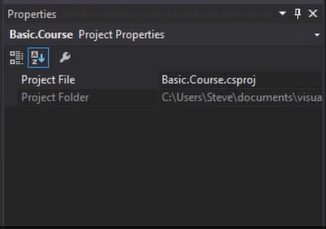 Properties
Basic.Course Project Properties
Project File Basic.Course.csproj
Project Folder C:\Users\Steve\documents\visua